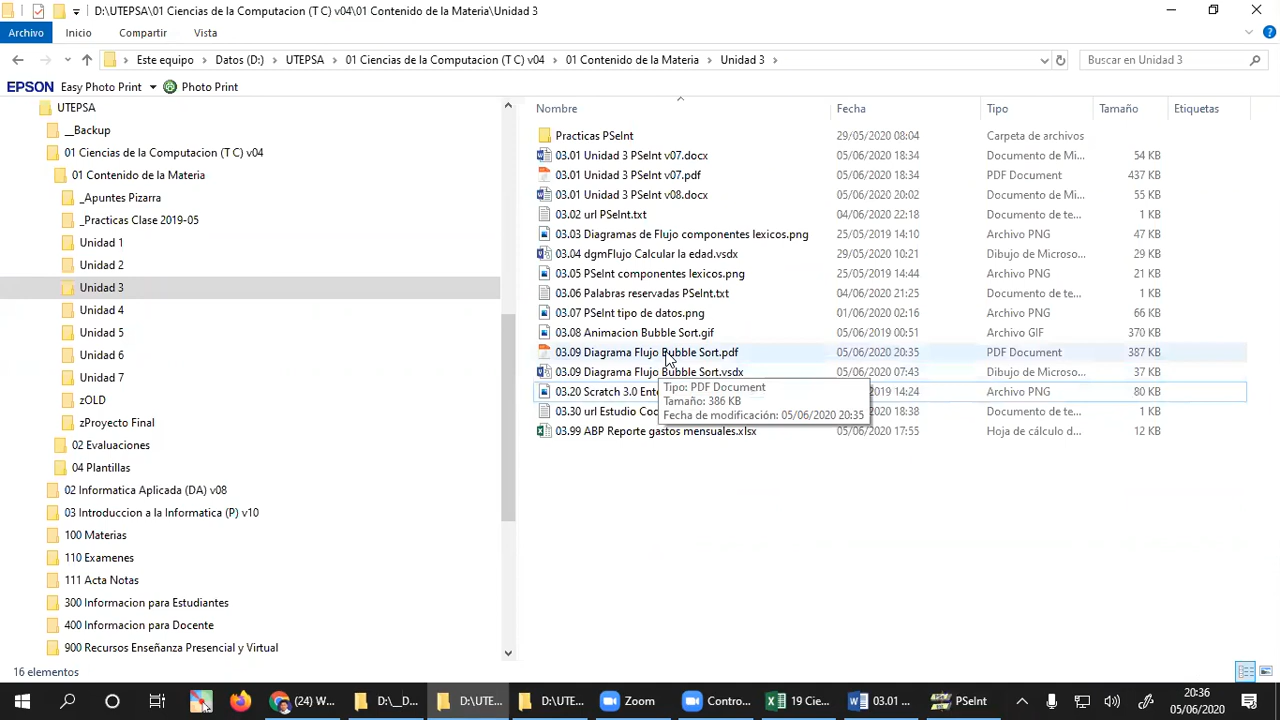 D:\UTEPSA\01 Ciencias de la Computacion (T C) v04\01 Contenido de la Materia\Unidad 3
Archivo Inicio Compartir Vista
Este equipo Datos (D:) UTEPSA 01 Ciencias de la Computacion (T C) v04 01 Contenido de la Materia Unidad 3
Buscar en Unidad 3
EPSON Easy Photo Print Photo Print
UTEPSA
__Backup
01 Ciencias de la Computacion (T C) v04
01 Contenido de la Materia
_Apuntes Pizarra
_Practicas Clase 2019-05
Unidad 1
Unidad 2
Unidad 3
Unidad 4
Unidad 5
Unidad 6
Unidad 7
zOLD
zProyecto Final
02 Evaluaciones
04 Plantillas
02 Informatica Aplicada (DA) v08
03 Introduccion a la Informatica (P) v10
100 Materias
110 Examenes
111 Acta Notas
300 Informacion para Estudiantes
400 Informacion para Docente
900 Recursos Enseñanza Presencial y Virtual
Nombre Fecha Tipo Tamaño Etiquetas
Practicas PSeInt 29/05/2020 08:04 Carpeta de archivos
03.01 Unidad 3 PSeInt v07.docx 05/06/2020 18:34 Documento de Mi... 54 KB
03.01 Unidad 3 PSeInt v07.pdf 05/06/2020 18:34 PDF Document 437 KB
03.01 Unidad 3 PSeInt v08.docx 05/06/2020 20:02 Documento de Mi... 55 KB
03.02 url PSeInt.txt 04/06/2020 22:18 Documento de te... 1 KB
03.03 Diagramas de Flujo componentes lexicos.png 25/05/2019 14:10 Archivo PNG 47 KB
03.04 dgmFlujo Calcular la edad.vsdx 29/05/2020 10:21 Dibujo de Microso... 29 KB
03.05 PSeInt componentes lexicos.png 25/05/2019 14:44 Archivo PNG 21 KB
03.06 Palabras reservadas PSeInt.txt 04/06/2020 21:25 Documento de te... 1 KB
03.07 PSeInt tipo de datos.png 01/06/2020 02:16 Archivo PNG 66 KB
03.08 Animacion Bubble Sort.gif 05/06/2019 00:51 Archivo GIF 370 KB
03.09 Diagrama Flujo Bubble Sort.pdf 05/06/2020 20:35 PDF Document 387 KB
03.09 Diagrama Flujo Bubble Sort.vsdx 05/06/2020 07:43 Dibujo de Microso... 37 KB
03.20 Scratch 3.0 2019 14:24 Archivo PNG 80 KB
03.30 url Estudio 2020 18:38 Documento de te... 1 KB
03.99 ABP Reporte gastos mensuales.xlsx 05/06/2020 17:55 Hoja de cálculo d... 12 KB
Tipo: PDF Document
Tamaño: 386 KB
Fecha de modificación: 05/06/2020 20:35
16 elementos
(24) W... D:\__D... D:\UTE... D:\UTE... Zoom Contro... 19 Cie... 03.01 ... PSeInt
20:36
05/06/2020